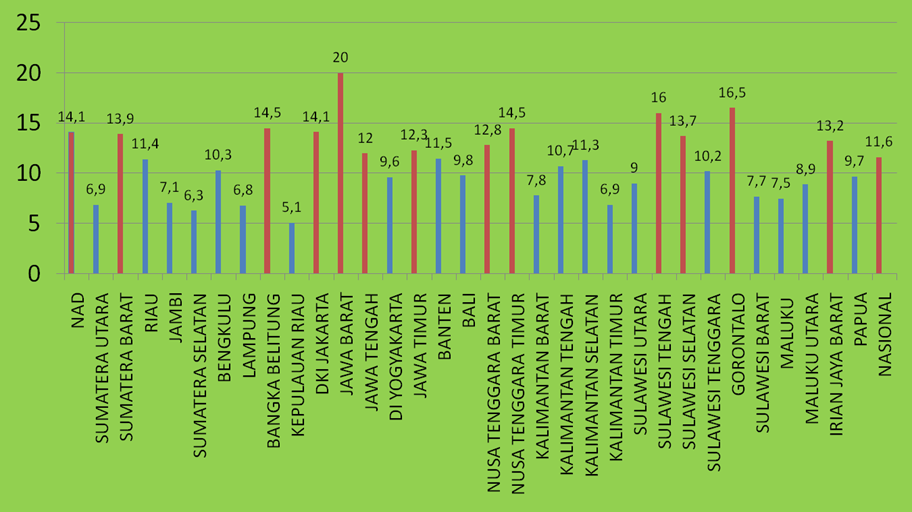 25
20
15
10
5
0
14,1
6,9
13,9
11,4
7,1
6,3
10,3
6,8
14,5
5,1
14,1
20
12
9,6
12,3
11,5
9,8
12,8
14,5
7,8
10,7
11,3
6,9
9
16
13,7
10,2
16,5
7,7
7,5
8,9
13,2
9,7
11,6
NAD
SUMATERA UTARA
SUMATERA BARAT
RIAU
JAMBI
SUMATERA SELATAN
BENGKULU
LAMPUNG
BANGKA BELITUNG
KEPULAUAN RIAU
DKI JAKARTA
JAWA BARAT
JAWA TENGAH
DI YOGYAKARTA
JAWA TIMUR
BANTEN
BALI
NUSA TENGGARA BARAT
NUSA TENGGARA TIMUR
KALIMANTAN BARAT
KALIMANTAN TENGAH
KALIMANTAN SELATAN
KALIMANTAN TIMUR
SULAWESI UTARA
SULAWESI TENGAH
SULAWESI SELATAN
SULAWESI TENGGARA
GORONTALO
SULAWESI BARAT
MALUKU
MALUKU UTARA
IRIAN JAYA BARAT
PAPUA
NASIONAL